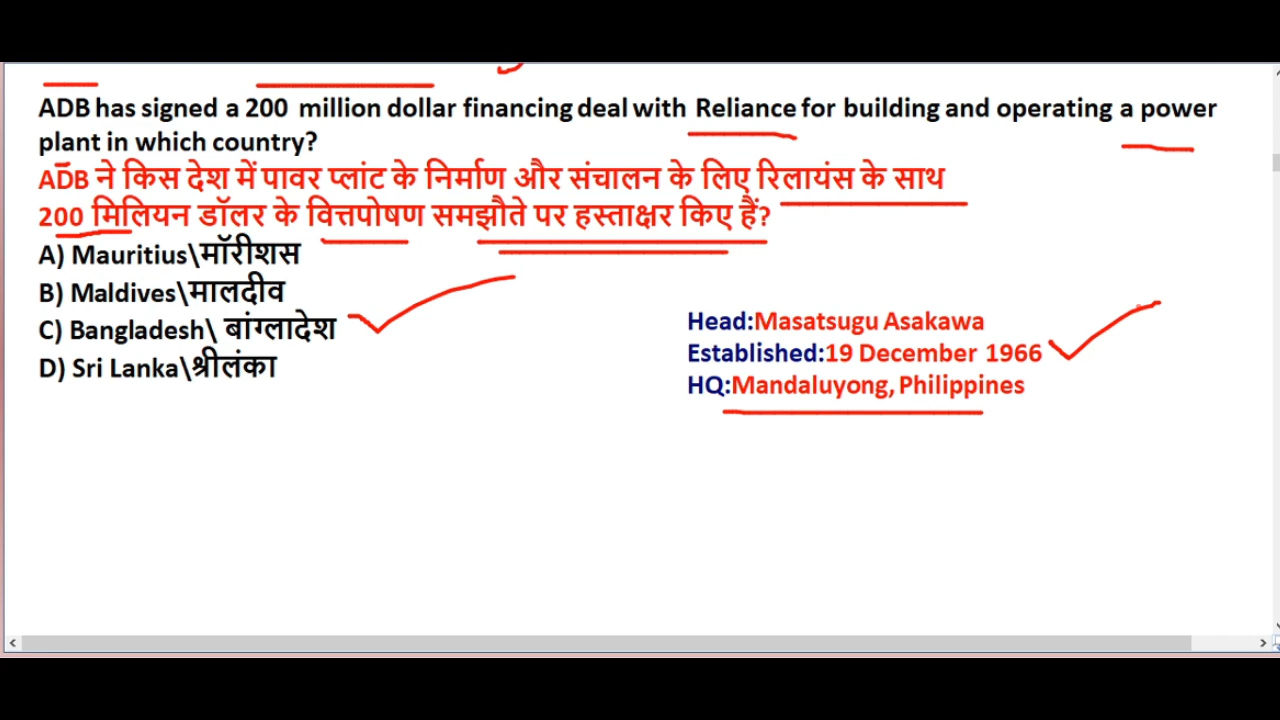 ADB has signed a 200 million dollar financing deal with Reliance for building and operating a power
plant in which country?
ADB ने किस देश में पावर प्लांट के निर्माण और संचालन के लिए रिलायंस के साथ
200 मिलियन डॉलर के वित्तपोषण समझौते पर हस्ताक्षर किए हैं?
A) Mauritius\मॉरीशस
B) Maldives\मालदीव
C) Bangladesh\ बांग्लादेश
D) Sri Lanka\श्रीलंका
Head:Masatsugu Asakawa
Established:19 December 1966
HQ:Mandaluyong, Philippines